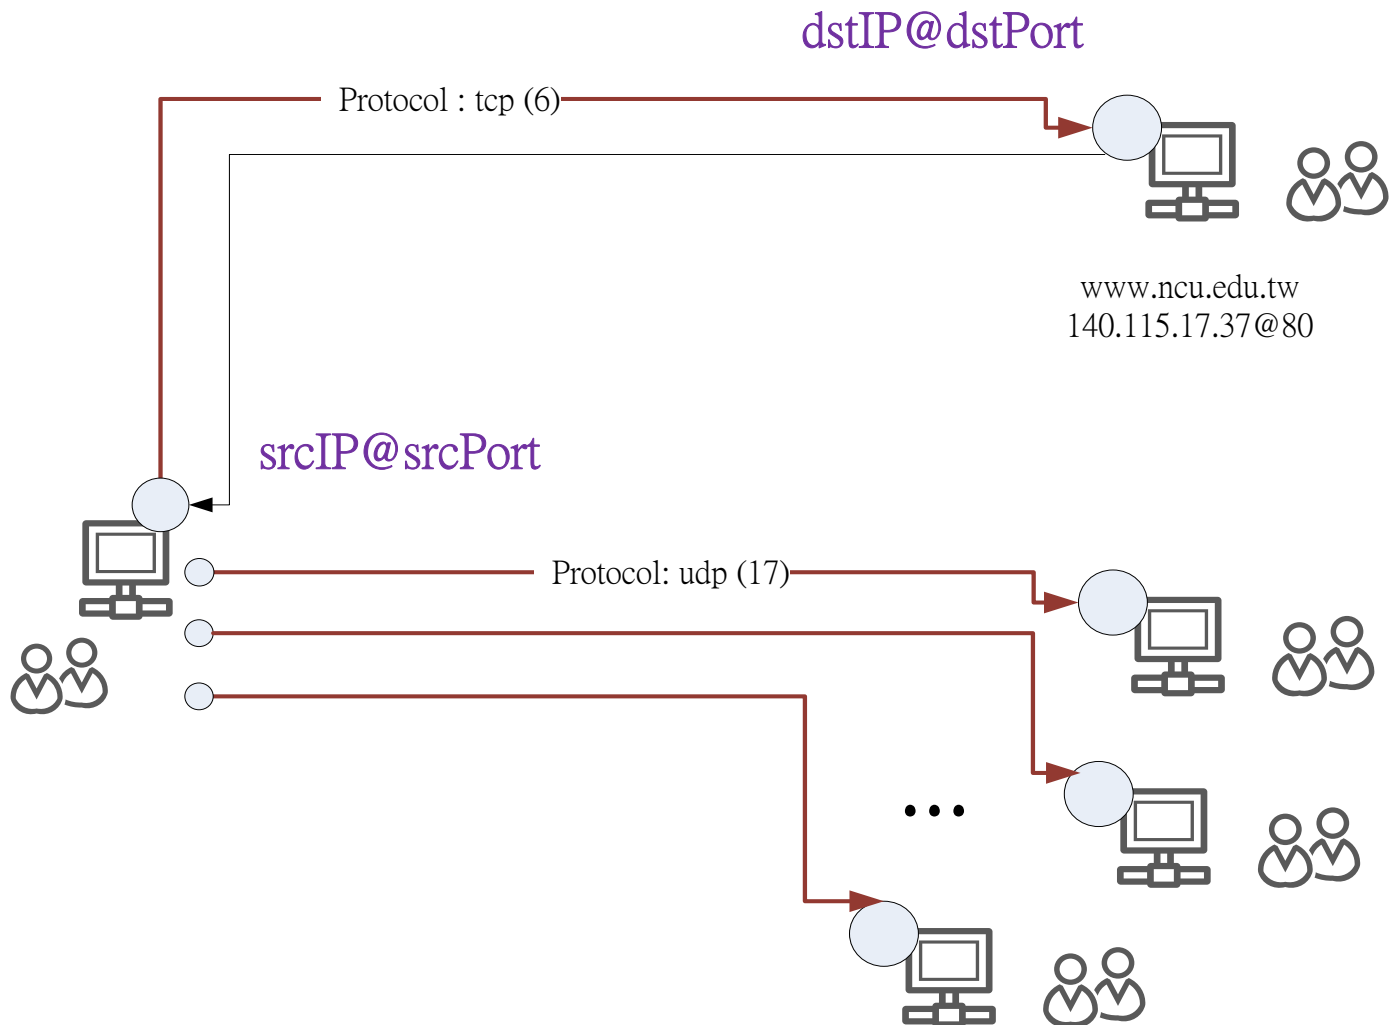 dstIP@dstPort
Protocol : tcp (6)
www.ncu.edu.tw
140.115.17.37@80
srcIP@srcPort
Protocol: udp (17)
...